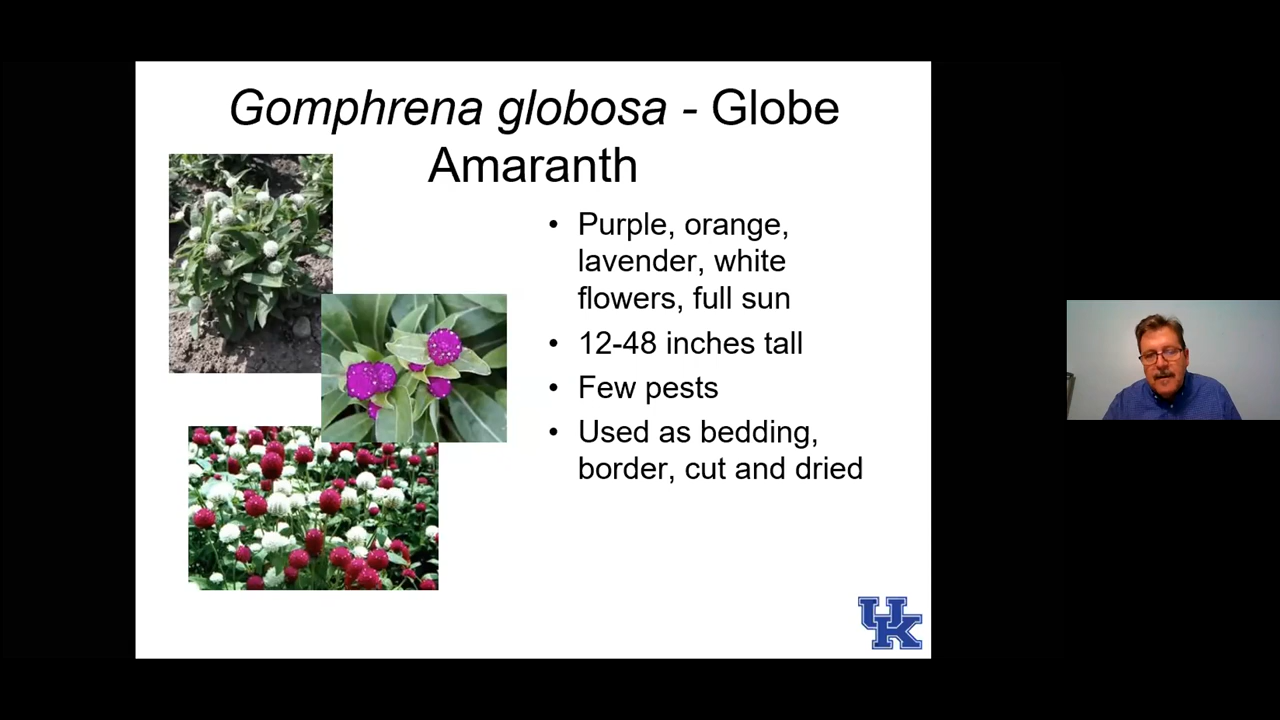 Gomphrena globosa - Globe
Amaranth
• Purple, orange,
lavender, white
flowers, full sun
• 12-48 inches tall
• Few pests
• Used as bedding,
border, cut and dried
UK